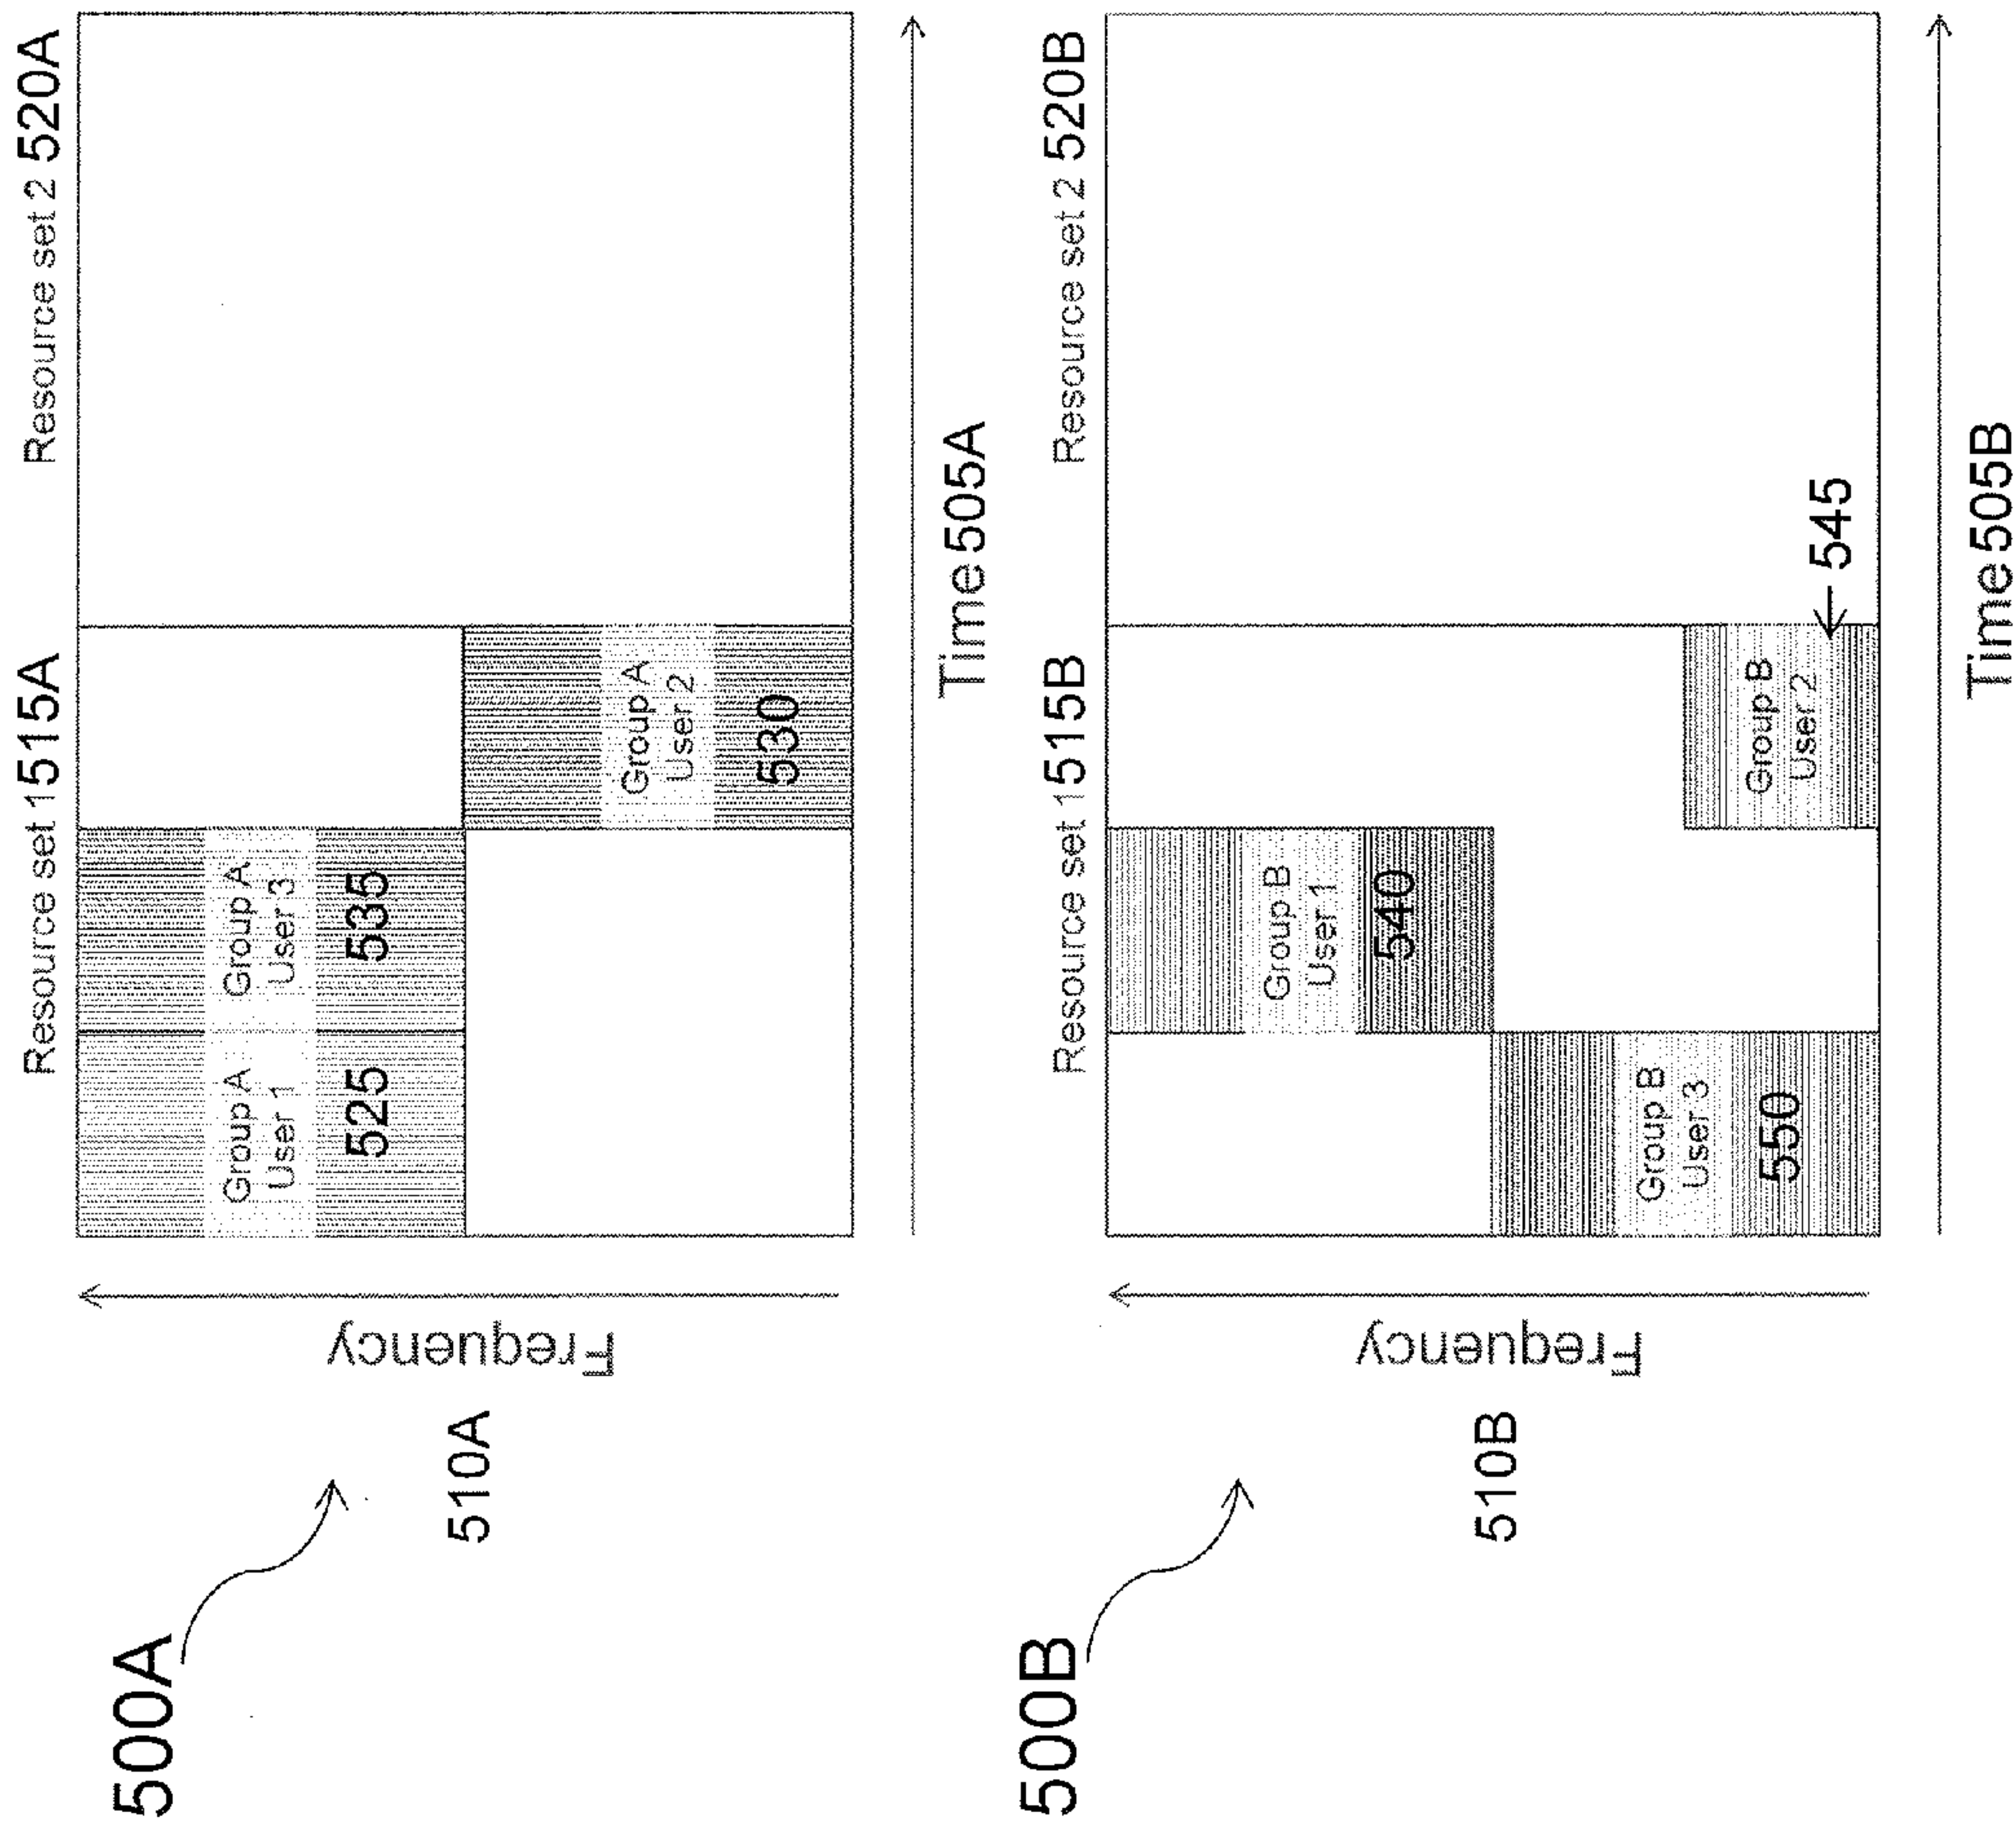 500A
510A
Frequency
Resource set 1 515A
Resource set 2 520A
Group A
User 1
525
Group A
User 3
535
Group A
User 2
530
Time 505A
500B
510B
Frequency
Resource set 1 515B
Resource set 2 520B
Group B
User 3
550
Group B
User 1
540
Group B
User 2
545
Time 505B